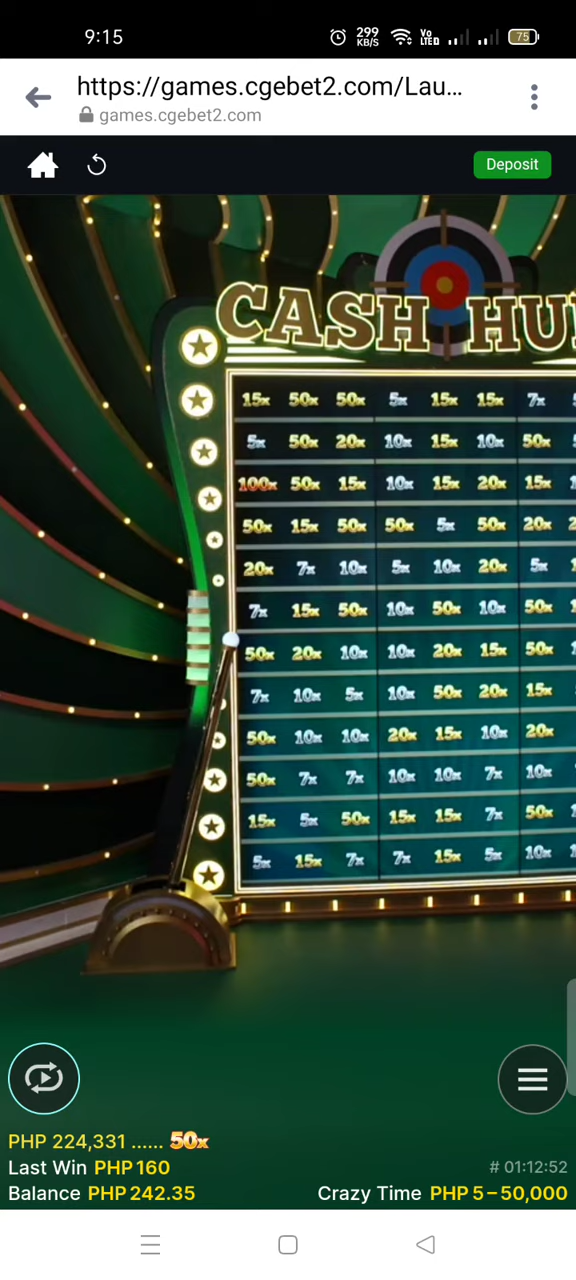 9:15 299 KB/S Vo LTED 75
https://games.cgebet2.com/Lau...
games.cgebet2.com
Deposit
CASH HU
15x 50x 50x 5x 15x 15x 7x
5x 50x 20x 10x 15x 10x 50x
100x 50x 15x 10x 15x 20x 15x
50x 15x 50x 50x 5x 50x 20x
20x 7x 10x 5x 10x 20x 5x
7x 15x 50x 10x 50x 10x 50x
50x 20x 10x 10x 20x 15x 50x
7x 10x 5x 10x 50x 20x 15x
50x 10x 10x 20x 15x 10x 20x
50x 7x 7x 10x 10x 7x 10x
15x 5x 50x 15x 15x 7x 50x
5x 15x 7x 7x 15x 5x 10x
PHP 224,331 ...... 50x
Last Win PHP 160 # 01:12:52
Balance PHP 242.35 Crazy Time PHP 5–50,000